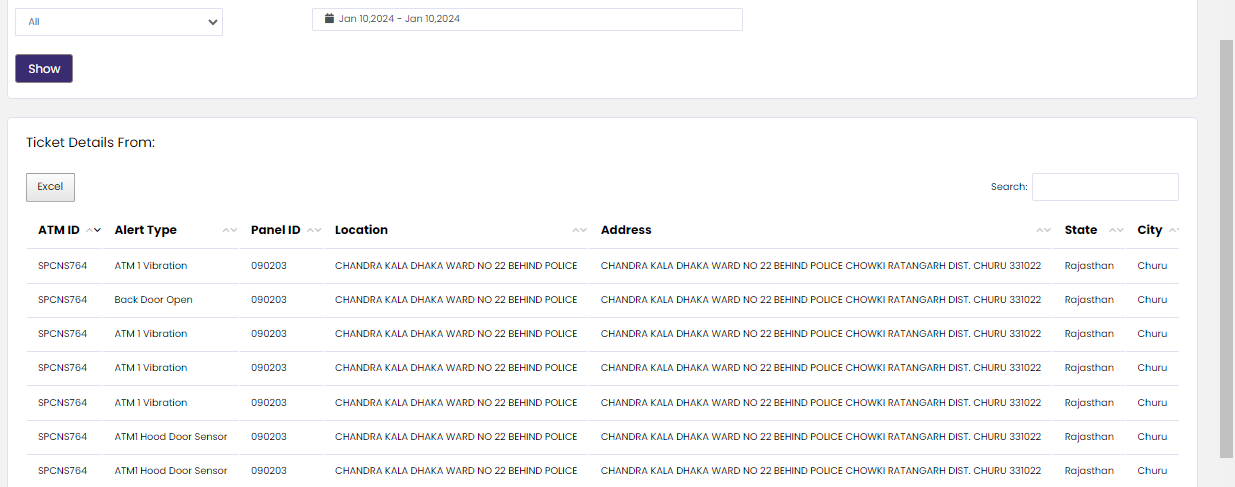 All Jan 10,2024 - Jan 10,2024
Show
Ticket Details From:
Excel Search:
ATM ID Alert Type Panel ID Location Address State City
SPCNS764 ATM 1 Vibration 090203 CHANDRA KALA DHAKA WARD NO 22 BEHIND POLICE CHANDRA KALA DHAKA WARD NO 22 BEHIND POLICE CHOWKI RATANGARH DIST. CHURU 331022 Rajasthan Churu
SPCNS764 Back Door Open 090203 CHANDRA KALA DHAKA WARD NO 22 BEHIND POLICE CHANDRA KALA DHAKA WARD NO 22 BEHIND POLICE CHOWKI RATANGARH DIST. CHURU 331022 Rajasthan Churu
SPCNS764 ATM 1 Vibration 090203 CHANDRA KALA DHAKA WARD NO 22 BEHIND POLICE CHANDRA KALA DHAKA WARD NO 22 BEHIND POLICE CHOWKI RATANGARH DIST. CHURU 331022 Rajasthan Churu
SPCNS764 ATM 1 Vibration 090203 CHANDRA KALA DHAKA WARD NO 22 BEHIND POLICE CHANDRA KALA DHAKA WARD NO 22 BEHIND POLICE CHOWKI RATANGARH DIST. CHURU 331022 Rajasthan Churu
SPCNS764 ATM 1 Vibration 090203 CHANDRA KALA DHAKA WARD NO 22 BEHIND POLICE CHANDRA KALA DHAKA WARD NO 22 BEHIND POLICE CHOWKI RATANGARH DIST. CHURU 331022 Rajasthan Churu
SPCNS764 ATM1 Hood Door Sensor 090203 CHANDRA KALA DHAKA WARD NO 22 BEHIND POLICE CHANDRA KALA DHAKA WARD NO 22 BEHIND POLICE CHOWKI RATANGARH DIST. CHURU 331022 Rajasthan Churu
SPCNS764 ATM1 Hood Door Sensor 090203 CHANDRA KALA DHAKA WARD NO 22 BEHIND POLICE CHANDRA KALA DHAKA WARD NO 22 BEHIND POLICE CHOWKI RATANGARH DIST. CHURU 331022 Rajasthan Churu